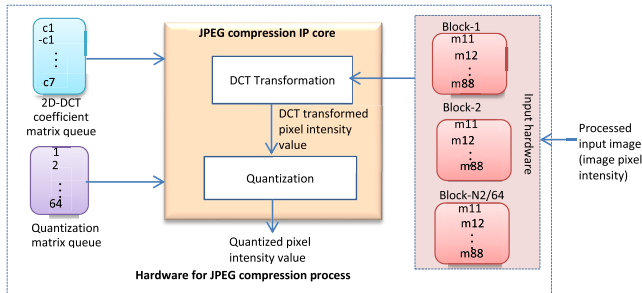 c1
-c1
⋮
c7
2D-DCT
coefficient
matrix queue
1
2
⋮
64
Quantization
matrix queue
JPEG compression IP core
DCT Transformation
DCT transformed
pixel intensity
value
Quantization
Quantized pixel
intensity value
Hardware for JPEG compression process
Block-1
m11
m12
⋮
m88
Block-2
m11
m12
⋮
m88
Block-N2/64
m11
m12
⋮
m88
Input hardware
Processed
input image
(image pixel
intensity)